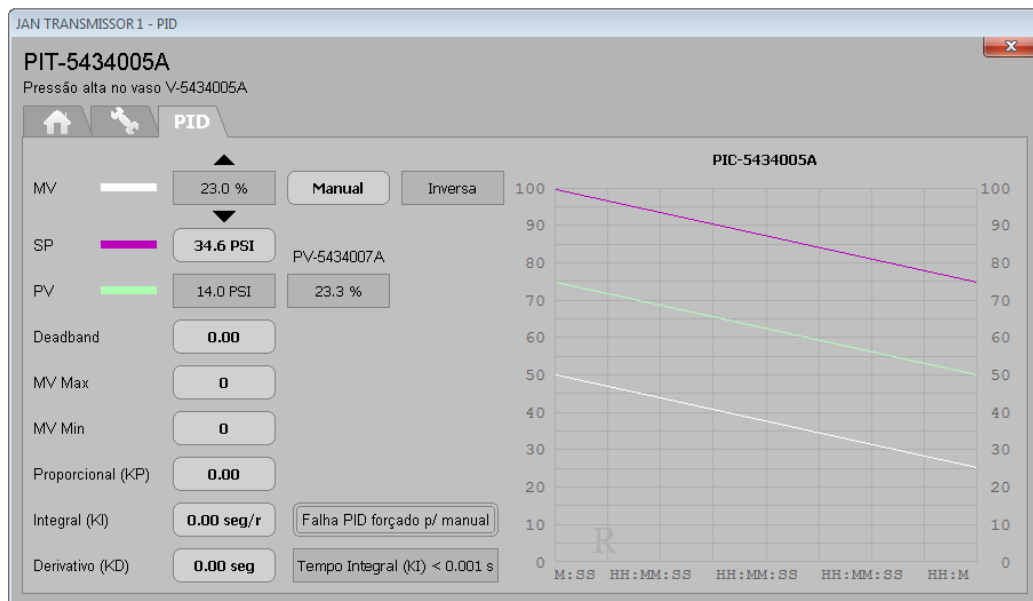 JAN TRANSMISSOR 1 - PID
x
PIT-5434005A
Pressão alta no vaso V-5434005A
PID
MV 23.0 % Manual Inversa
SP 34.6 PSI
PV-5434007A
PV 14.0 PSI 23.3 %
Deadband 0.00
MV Max 0
MV Min 0
Proporcional (KP) 0.00
Integral (KI) 0.00 seg/r Falha PID forçado p/ manual
Derivativo (KD) 0.00 seg Tempo Integral (KI) < 0.001 s
PIC-5434005A
100 100
90 90
80 80
70 70
60 60
50 50
40 40
30 30
20 20
10 R 10
0 0
M:SS HH:MM:SS HH:MM:SS HH:MM:SS HH:M